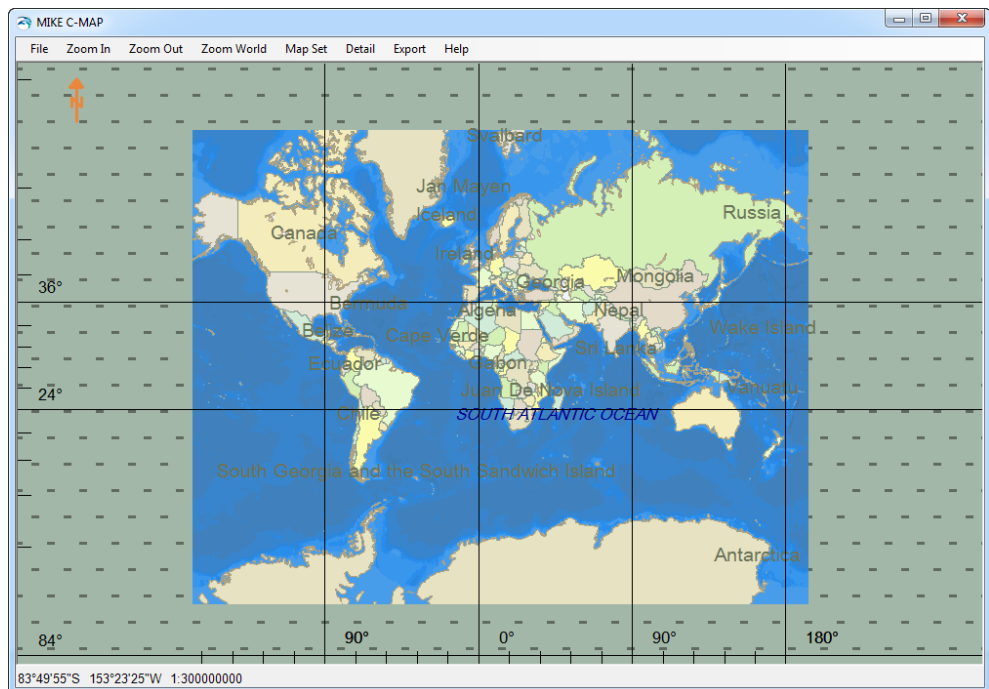 MIKE C-MAP
File Zoom In Zoom Out Zoom World Map Set Detail Export Help
N
Svalbard
Jan Mayen
Russia
Iceland
Canada
Ireland
Mongolia
Georgia
36°
Bermuda
Algeria
Nepal
Wake Island
Belize
Cape Verde
Sri Lanka
Ecuador
Gabon
24°
Juan De Nova Island
Vanuatu
Chile
SOUTH ATLANTIC OCEAN
South Georgia and the South Sandwich Island
Antarctica
84°
90° 0° 90° 180°
83°49'55"S 153°23'25"W 1:300000000